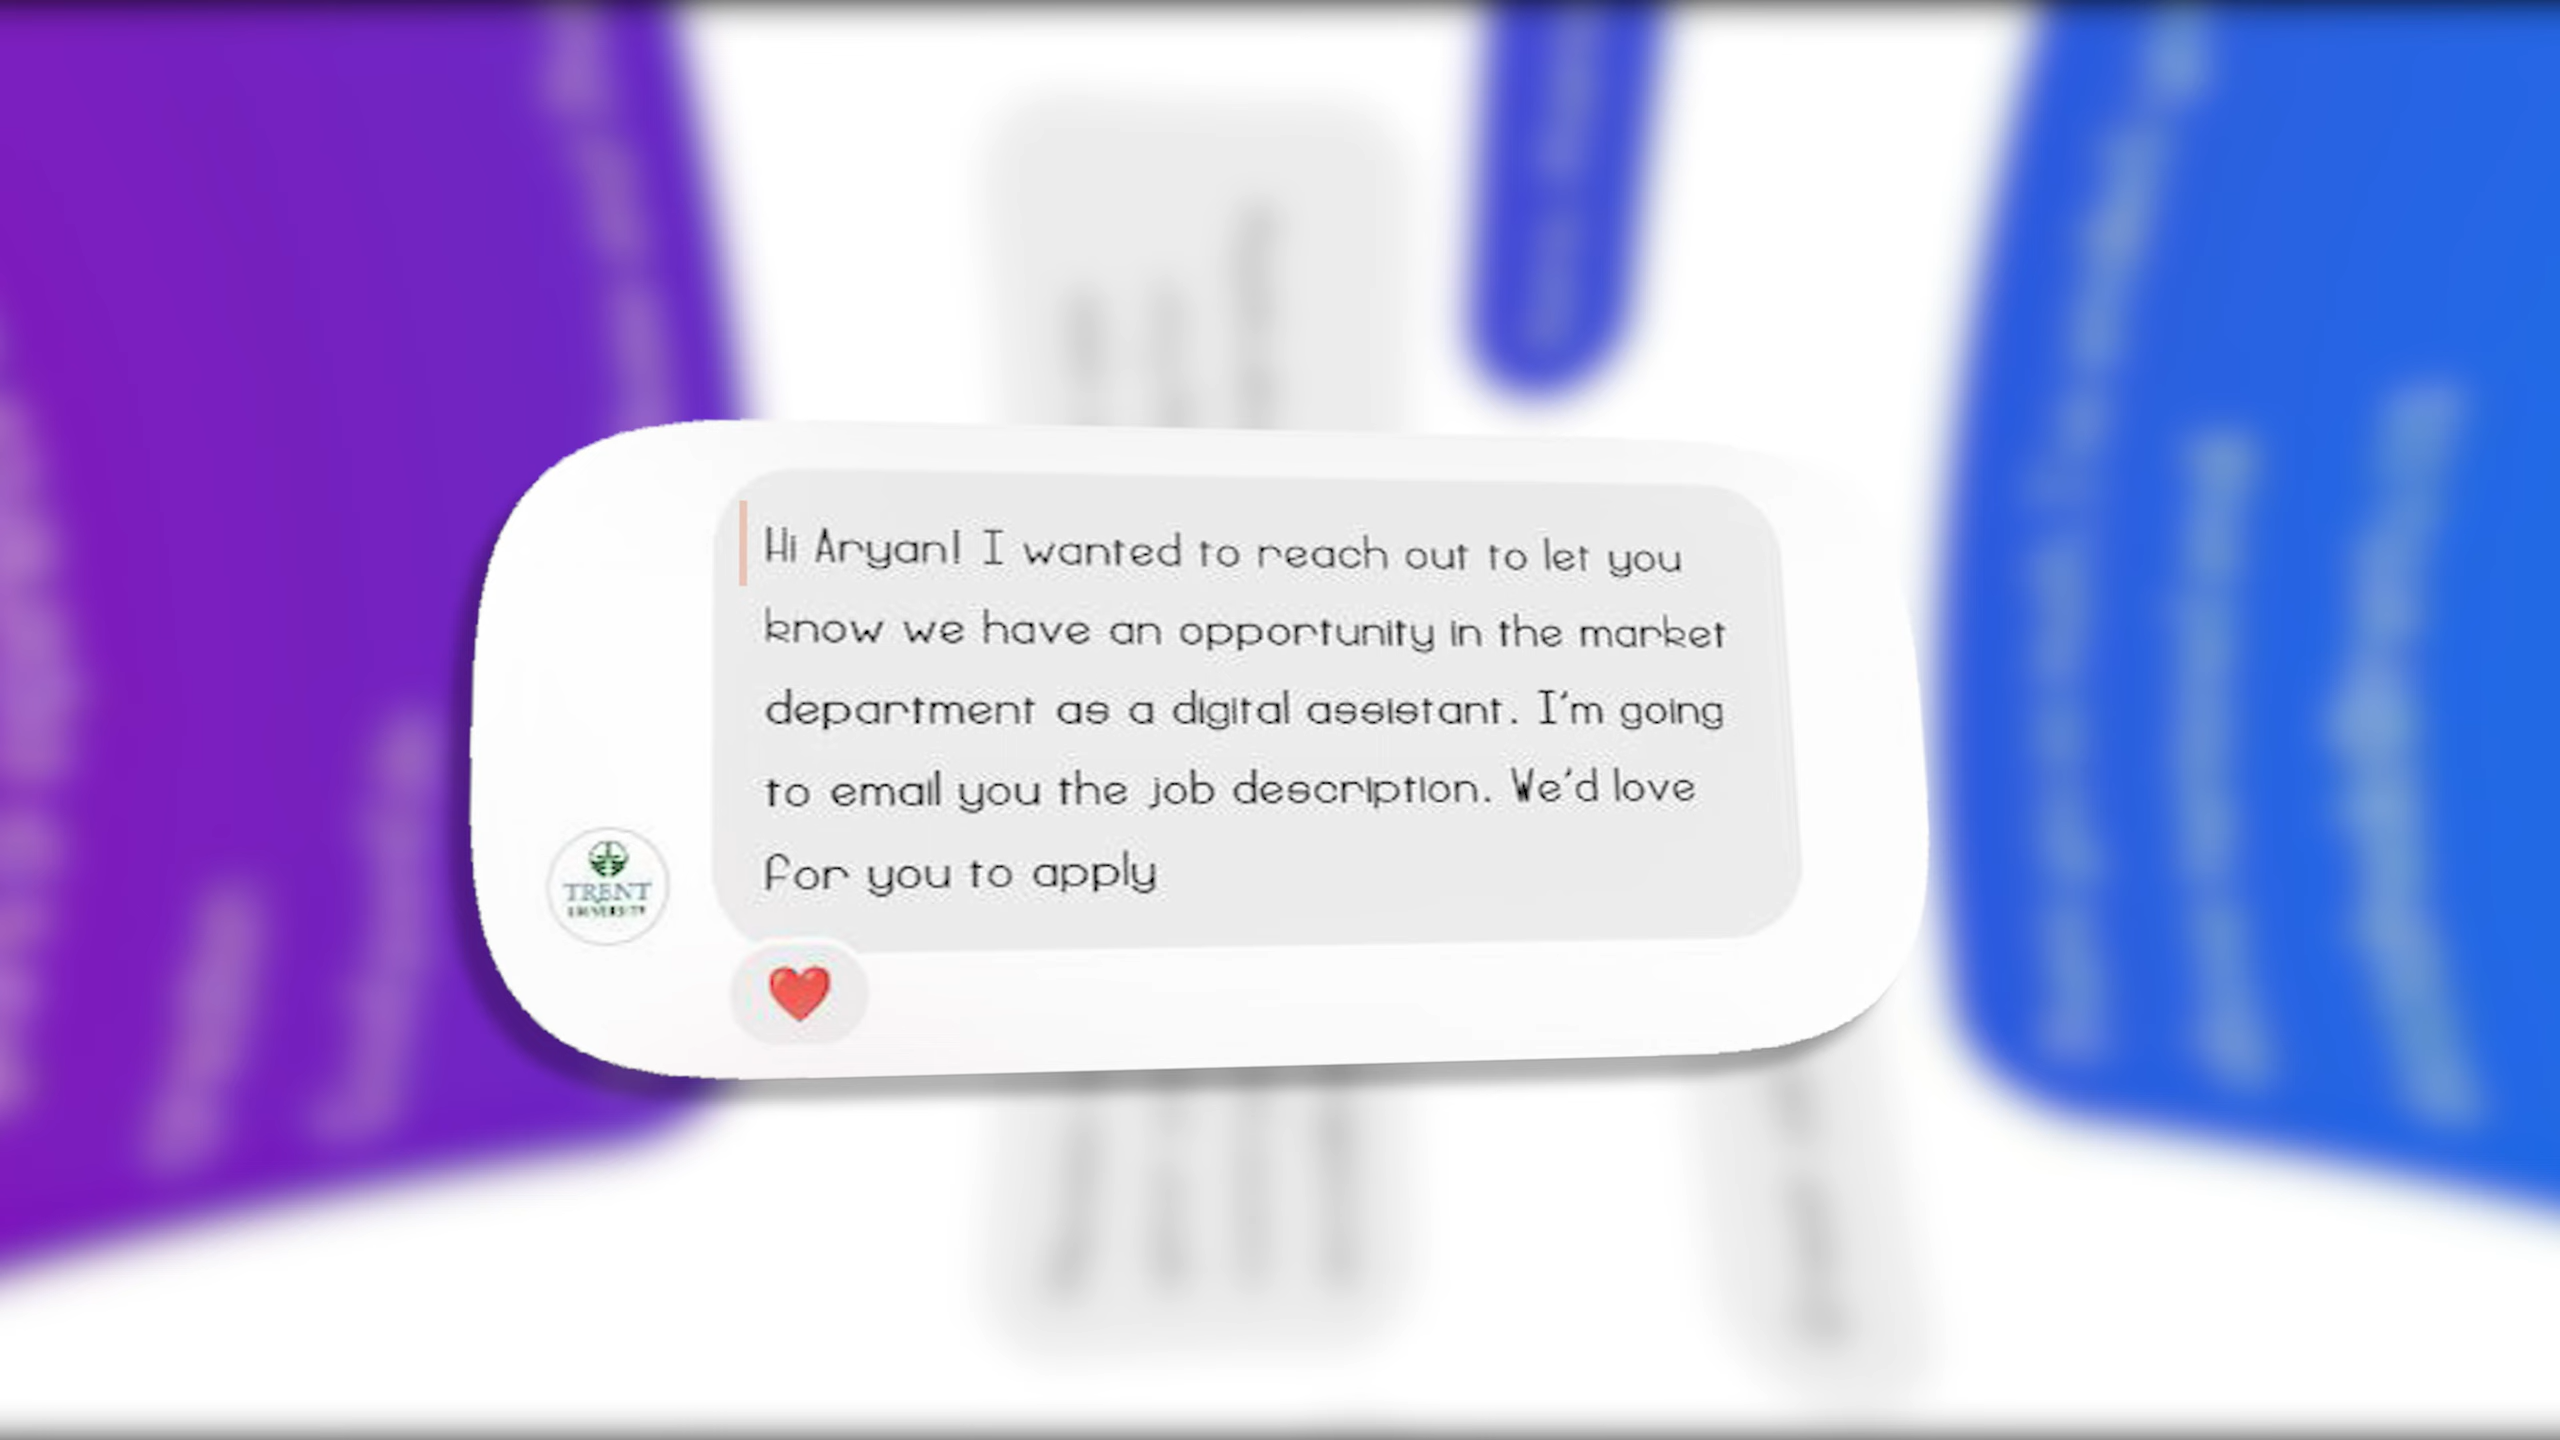 Hi Aryan! I wanted to reach out to let you
know we have an opportunity in the market
department as a digital assistant. I'm going
to email you the job description. We'd love
for you to apply
TRENT
UNIVERSITY